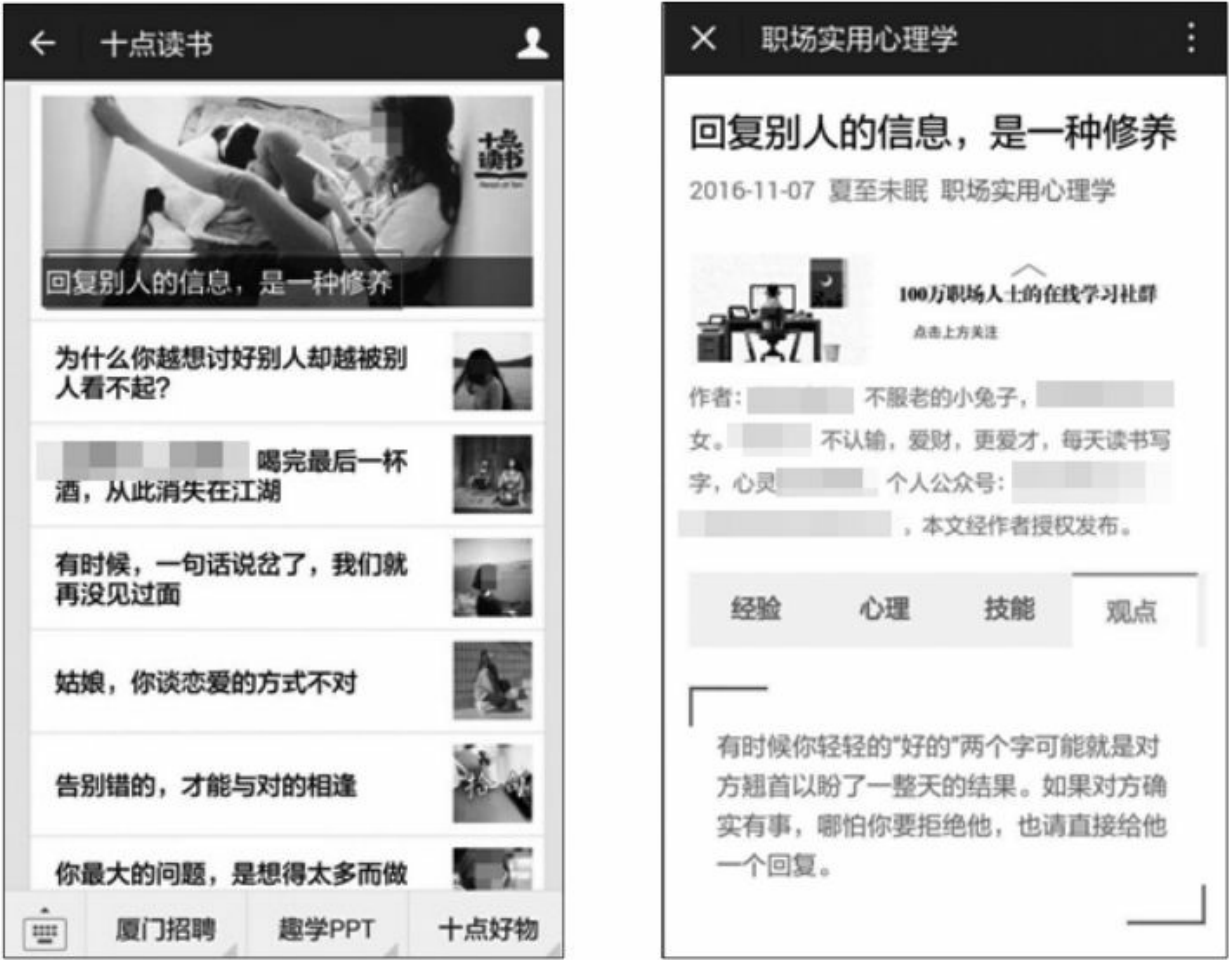 十点读书
十点
读书
回复别人的信息，是一种修养
为什么你越想讨好别人却越被别
人看不起？
喝完最后一杯
酒，从此消失在江湖
有时候，一句话说岔了，我们就
再没见过面
姑娘，你谈恋爱的方式不对
告别错的，才能与对的相逢
你最大的问题，是想得太多而做
厦门招聘
趣学PPT
十点好物
职场实用心理学
回复别人的信息，是一种修养
2016-11-07 夏至未眠 职场实用心理学
100万职场人士的在线学习社群
点击上方关注
作者： 不服老的小兔子，
女。 不认输，爱财，更爱才，每天读书写
字，心灵 个人公众号：
，本文经作者授权发布。
经验 心理 技能 观点
有时候你轻轻的“好的”两个字可能就是对
方翘首以盼了一整天的结果。如果对方确
实有事，哪怕你要拒绝他，也请直接给他
一个回复。